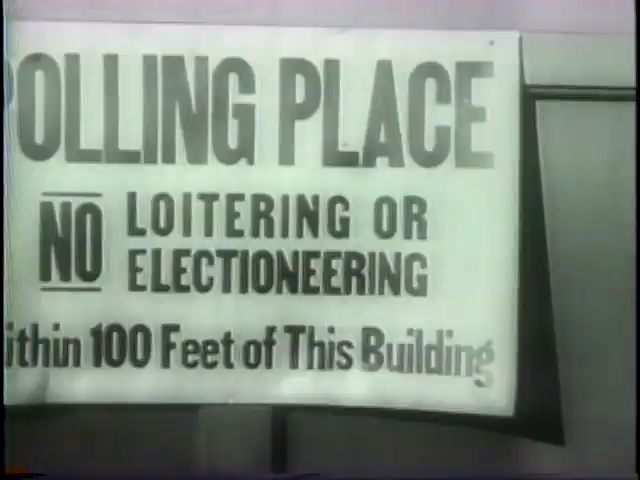 OLLING PLACE
NO LOITERING OR
ELECTIONEERING
ithin 100 Feet of This Building